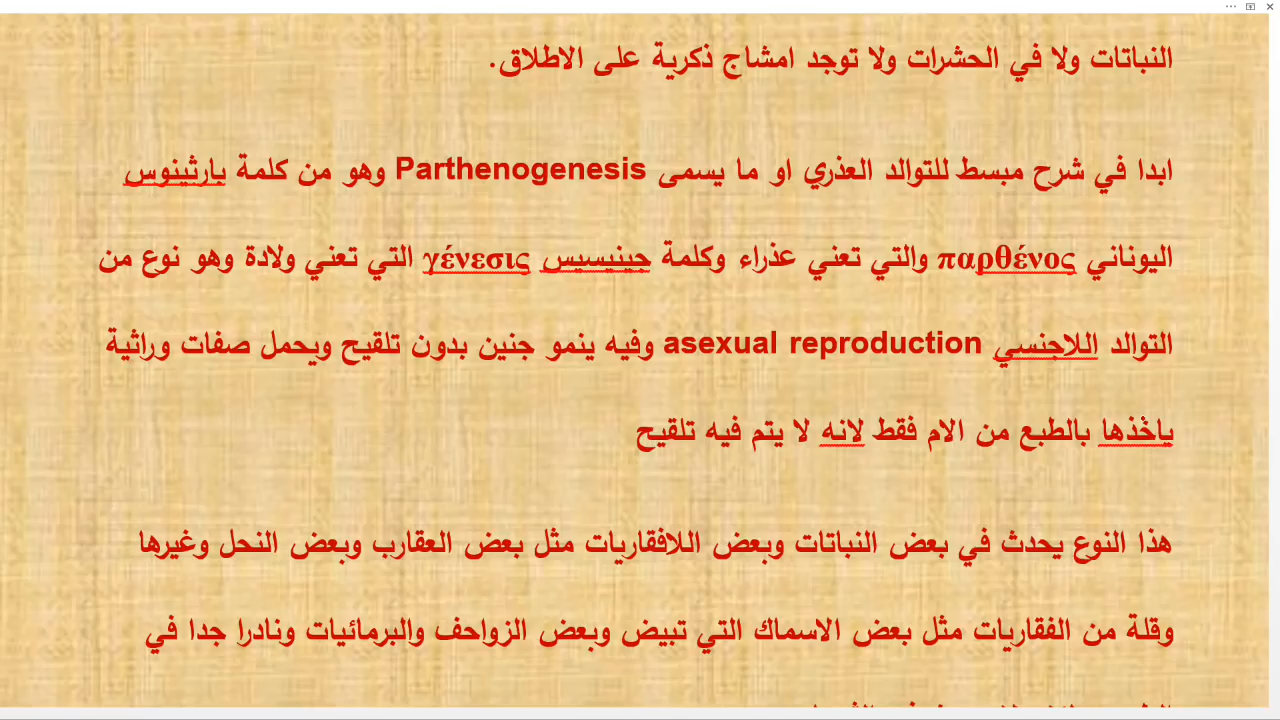 النباتات ولا في الحشرات ولا توجد امشاج ذكرية على الاطلاق.
ابدا في شرح مبسط للتوالد العذري او ما يسمى Parthenogenesis وهو من كلمة بارثينوس
اليوناني παρθένος والتي تعني عذراء وكلمة جينيسيس γένεσις التي تعني ولادة وهو نوع من
التوالد اللاجنسي asexual reproduction وفيه ينمو جنين بدون تلقيح ويحمل صفات وراثية
ياخذها بالطبع من الام فقط لانه لا يتم فيه تلقيح
هذا النوع يحدث في بعض النباتات وبعض اللافقاريات مثل بعض العقارب وبعض النحل وغيرها
وقلة من الفقاريات مثل بعض الاسماك التي تبيض وبعض الزواحف والبرمائيات ونادرا جدا في